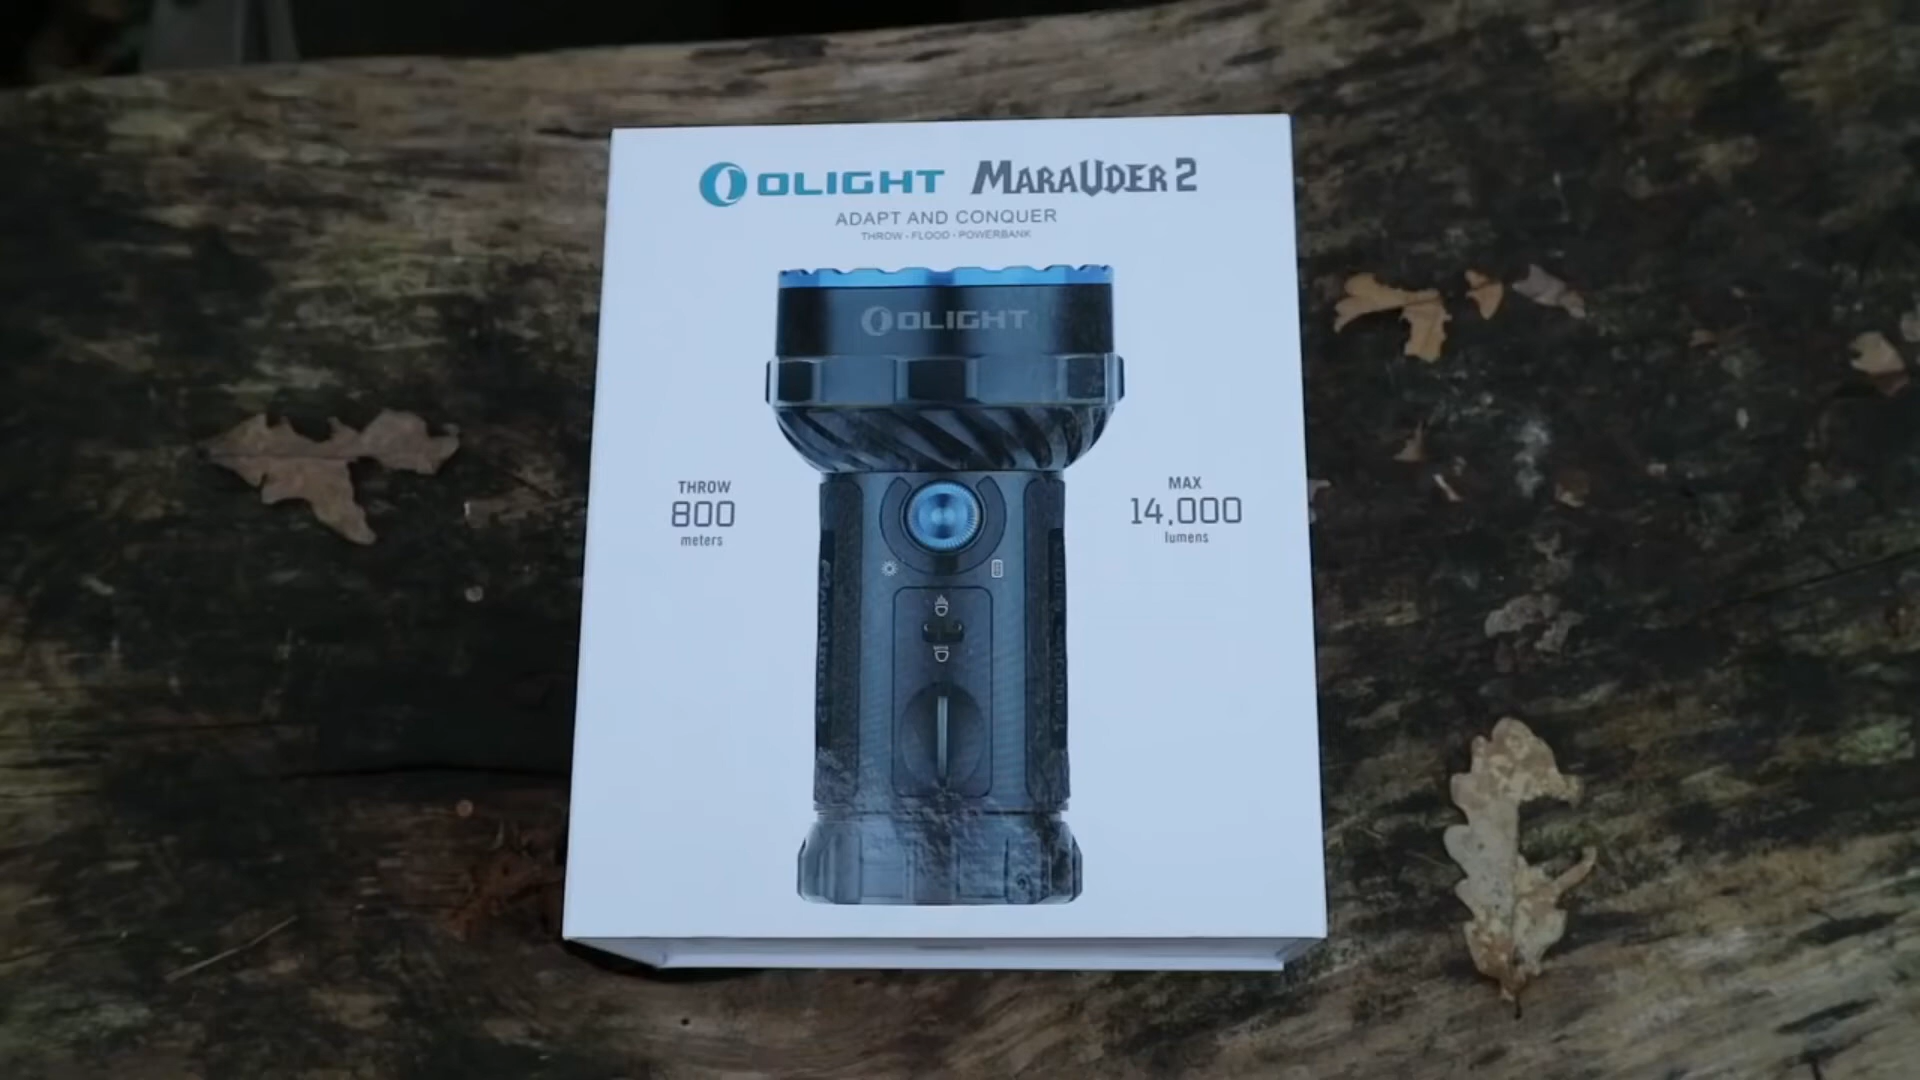 OLIGHT MARAUDER 2
ADAPT AND CONQUER
THROW - FLOOD - POWERBANK
OLIGHT
THROW
800
meters
MAX
14,000
lumens